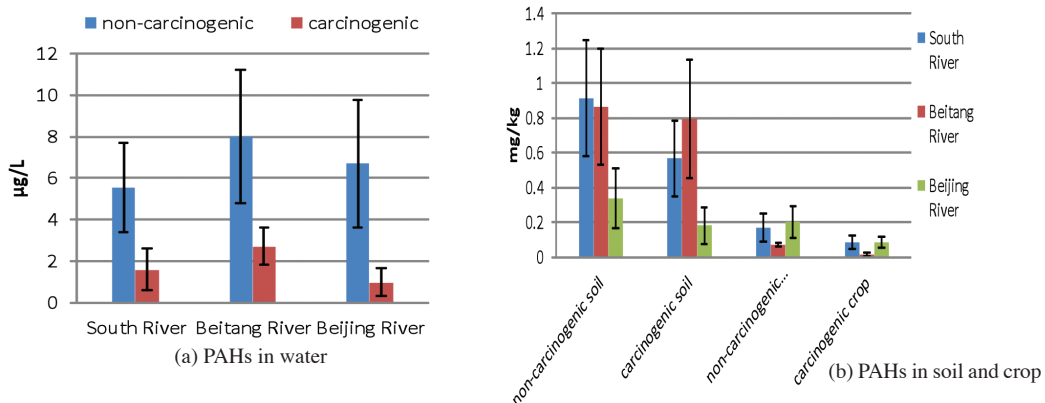 non-carcinogenic carcinogenic
12
10
8
6
4
2
0
µg/L
South River Beitang River Beijing River
(a) PAHs in water
1.4
1.2
1
0.8
0.6
0.4
0.2
0
mg/kg
non-carcinogenic soil
carcinogenic soil
non-carcinogenic...
carcinogenic crop
South
River
Beitang
River
Beijing
River
(b) PAHs in soil and crop